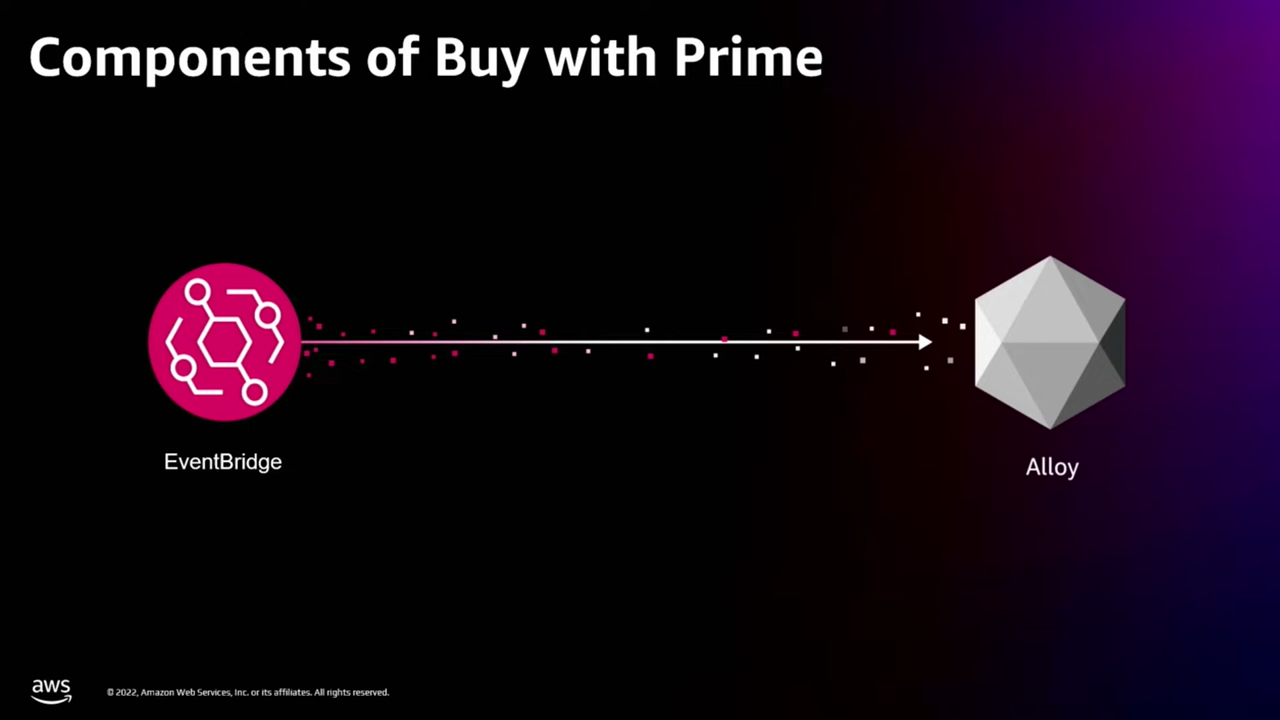 Components of Buy with Prime
EventBridge
Alloy
aws
© 2022, Amazon Web Services, Inc. or its affiliates. All rights reserved.